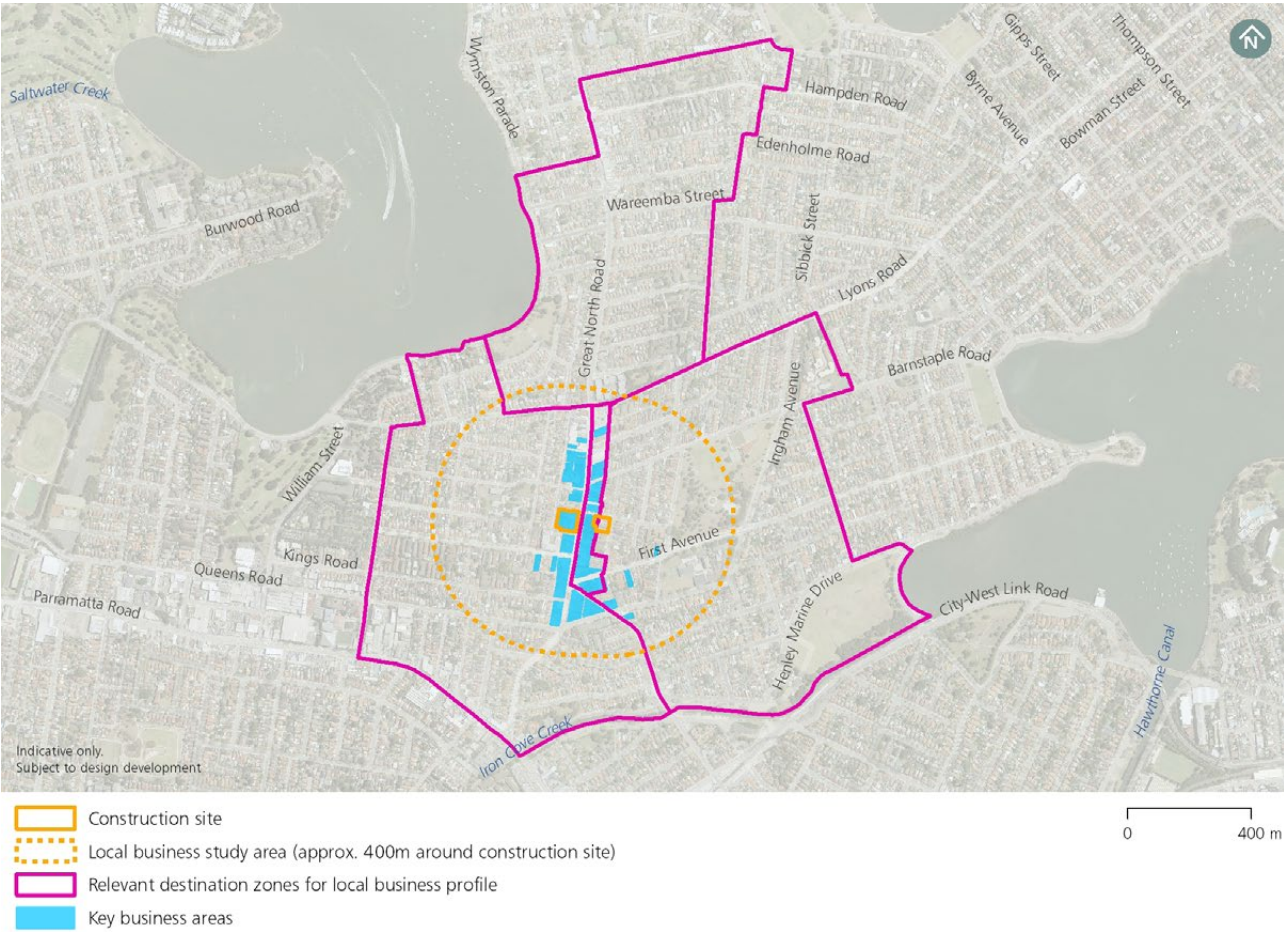 N
Gipps Street
Thompson Street
Wymston Parade
Byrne Avenue
Saltwater Creek
Hampden Road
Bowman Street
Edenholme Road
Wareemba Street
Burwood Road
Sibbick Street
Lyons Road
Great North Road
Barnstaple Road
Ingham Avenue
William Street
First Avenue
Kings Road
Queens Road
Parramatta Road
Henley Marine Drive
City-West Link Road
Hawthorne Canal
Iron Cove Creek
Indicative only.
Subject to design development
Construction site
0 400 m
Local business study area (approx. 400m around construction site)
Relevant destination zones for local business profile
Key business areas